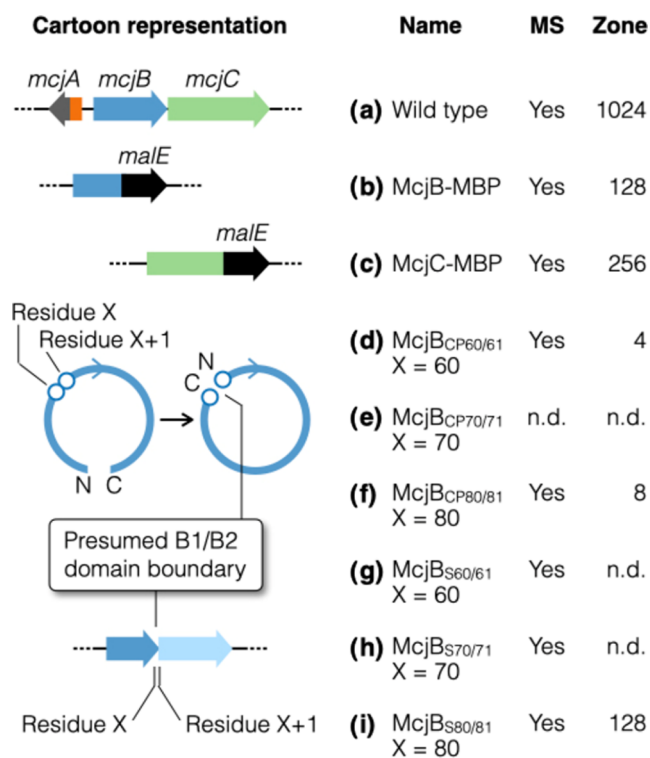 Cartoon representation Name MS Zone
mcjA mcjB mcjC
(a) Wild type Yes 1024
malE
(b) McjB-MBP Yes 128
malE
(c) McjC-MBP Yes 256
Residue X
Residue X+1
(d) McjBCP60/61 Yes 4
X = 60
N
C
(e) McjBCP70/71 n.d. n.d.
X = 70
N C
(f) McjBCP80/81 Yes 8
X = 80
Presumed B1/B2
domain boundary
(g) McjBS60/61 Yes n.d.
X = 60
(h) McjBS70/71 Yes n.d.
X = 70
Residue X Residue X+1
(i) McjBS80/81 Yes 128
X = 80